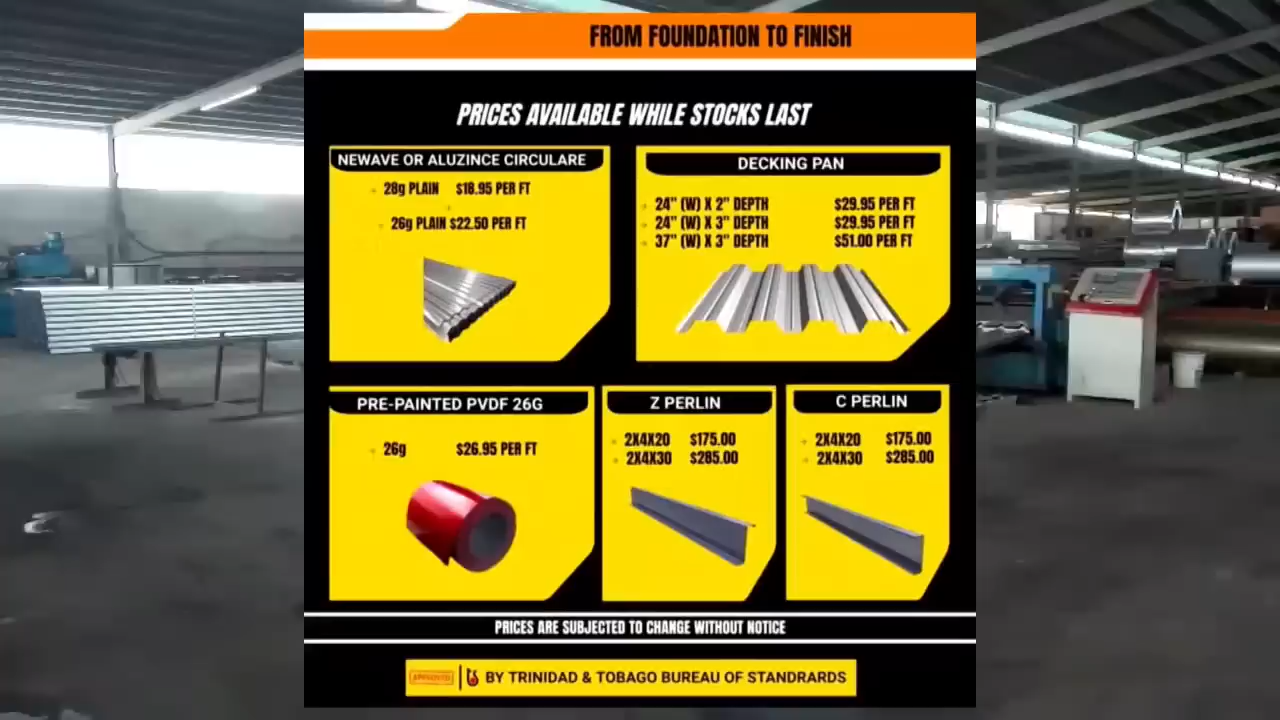 FROM FOUNDATION TO FINISH
PRICES AVAILABLE WHILE STOCKS LAST
NEWAVE OR ALUZINCE CIRCULARE
28g PLAIN $18.95 PER FT
26g PLAIN $22.50 PER FT
DECKING PAN
24" (W) X 2" DEPTH $29.95 PER FT
24" (W) X 3" DEPTH $29.95 PER FT
37" (W) X 3" DEPTH $51.00 PER FT
PRE-PAINTED PVDF 26G
26g $26.95 PER FT
Z PERLIN
2X4X20 $175.00
2X4X30 $285.00
C PERLIN
2X4X20 $175.00
2X4X30 $285.00
PRICES ARE SUBJECTED TO CHANGE WITHOUT NOTICE
APPROVED BY TRINIDAD & TOBAGO BUREAU OF STANDRARDS